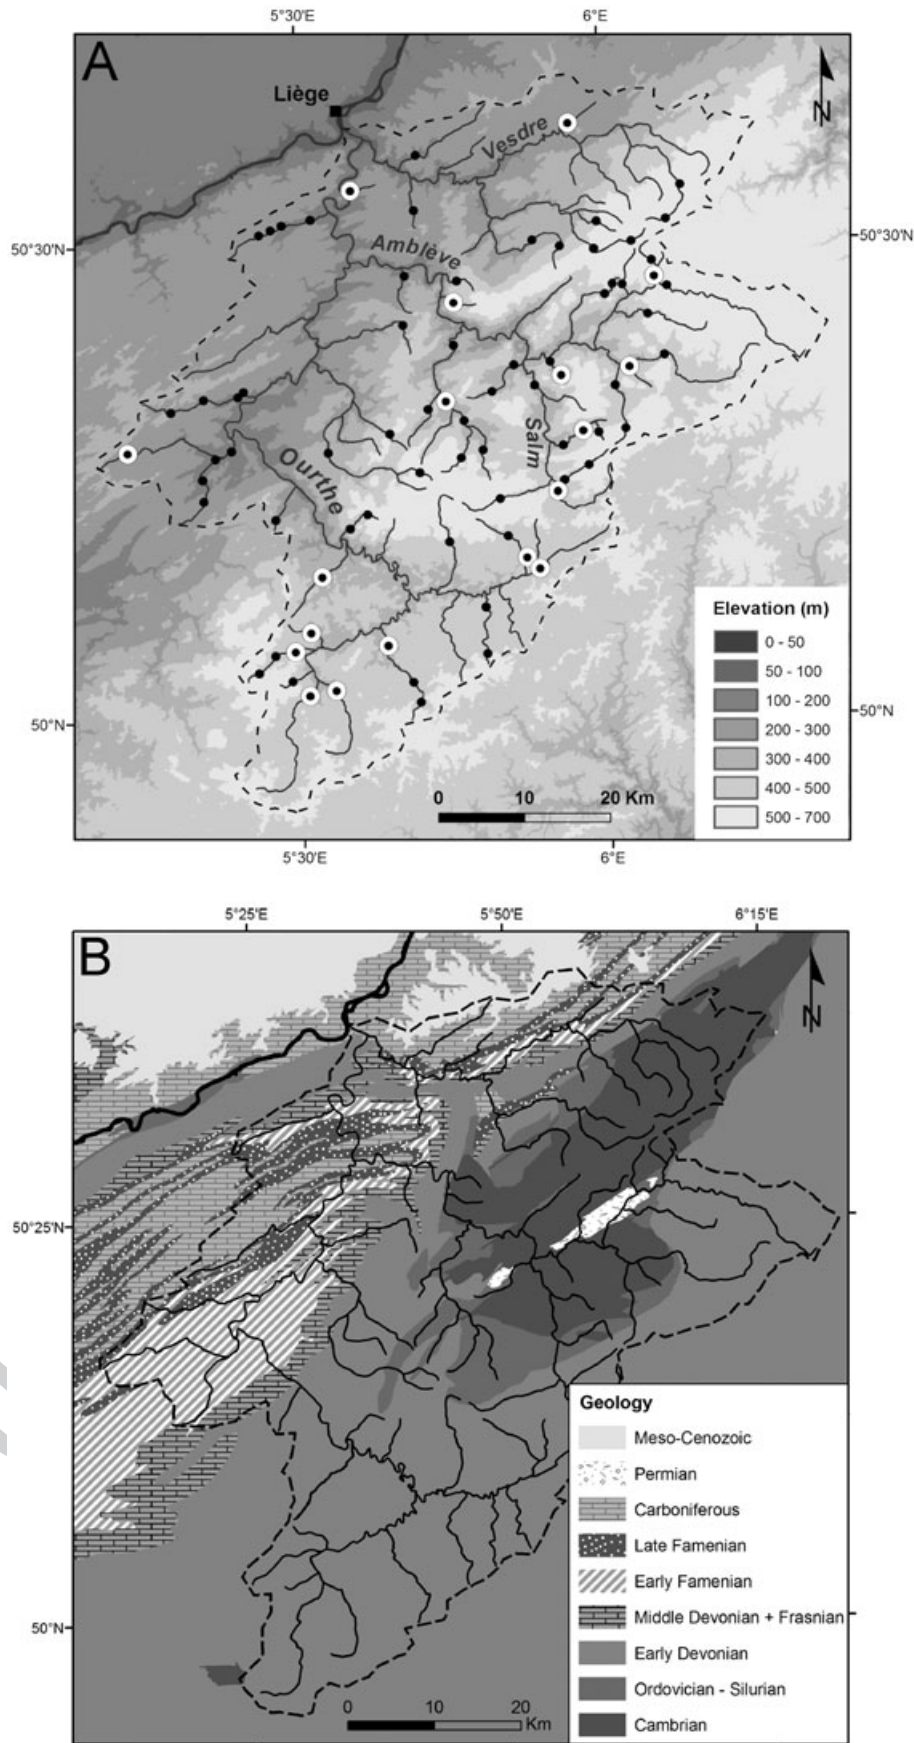 5°30'E 6°E
A
Liège
N
Vesdre
50°30'N 50°30'N
Amblève
Salm
Ourthe
Elevation (m)
0 - 50
50 - 100
100 - 200
200 - 300
300 - 400
400 - 500
500 - 700
50°N 50°N
0 10 20 Km
5°30'E 6°E
5°25'E 5°50'E 6°15'E
B
N
50°25'N
Geology
Meso-Cenozoic
Permian
Carboniferous
Late Famenian
Early Famenian
Middle Devonian + Frasnian
Early Devonian
Ordovician - Silurian
Cambrian
50°N
0 10 20
Km